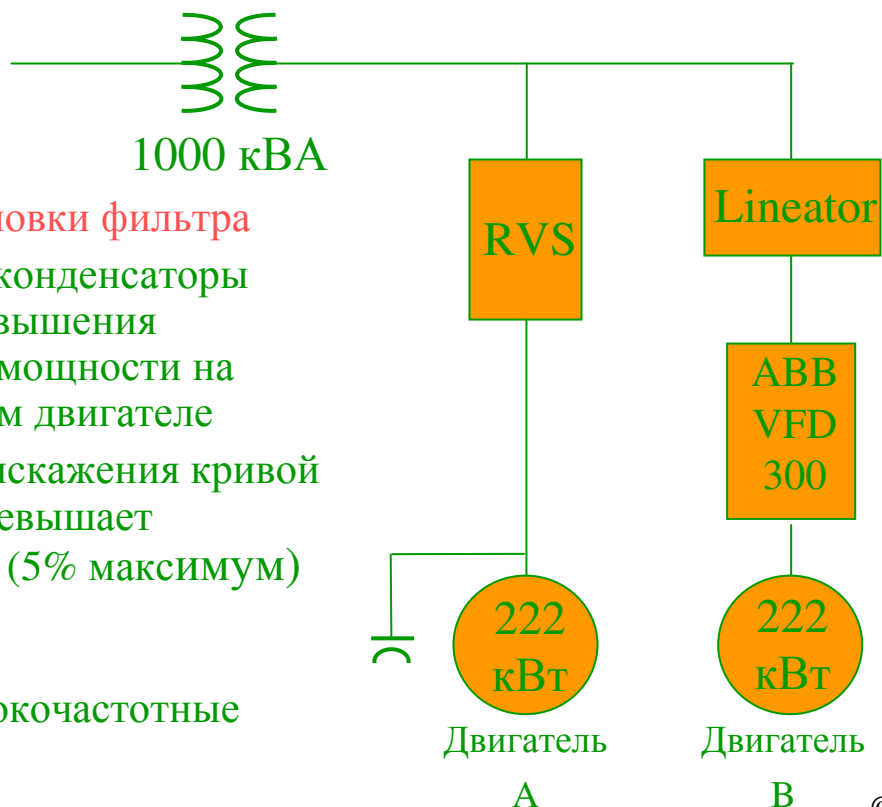 1000 кВА
новки фильтра
конденсаторы
вышения
мощности на
м двигателе
искажения кривой
евышает
(5% максимум)
окочастотные
RVS
Lineator
ABB
VFD
300
222
кВт
Двигатель
A
222
кВт
Двигатель
B